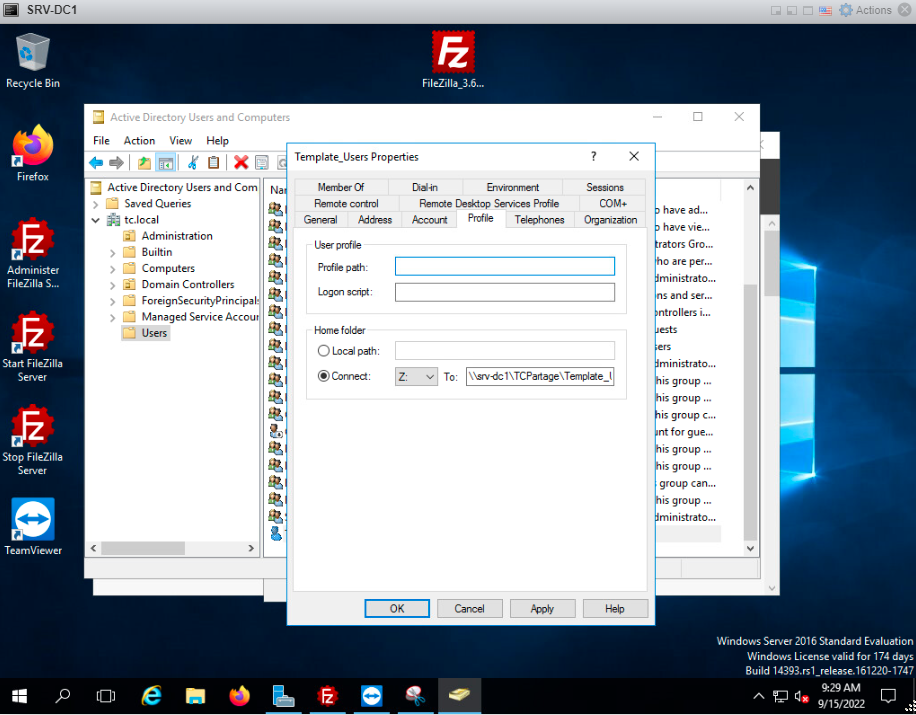 SRV-DC1
Actions
Recycle Bin
FileZilla_3.6...
Firefox
Administer
FileZilla S...
Start FileZilla
Server
Stop FileZilla
Server
TeamViewer
Active Directory Users and Computers
File Action View Help
Active Directory Users and Com
Saved Queries
tc.local
Administration
Builtin
Computers
Domain Controllers
ForeignSecurityPrincipals
Managed Service Accour
Users
Template_Users Properties
?
Member Of Dial-in Environment Sessions
Remote control Remote Desktop Services Profile COM+
General Address Account Profile Telephones Organization
User profile
Profile path:
Logon script:
Home folder
Local path:
Connect: Z: To: \\srv-dc1\TCPartage\Template_U
OK Cancel Apply Help
o have ad...
o have vie...
trators Gro...
ho are per...
dministrato...
ns and ser...
ontrollers i...
uests
sers
dministrato...
his group ...
his group ...
his group c...
unt for gue...
his group ...
his group ...
group can...
his group ...
dministrato...
Windows Server 2016 Standard Evaluation
Windows License valid for 174 days
Build 14393.rs1_release.161220-1747
9:29 AM
9/15/2022